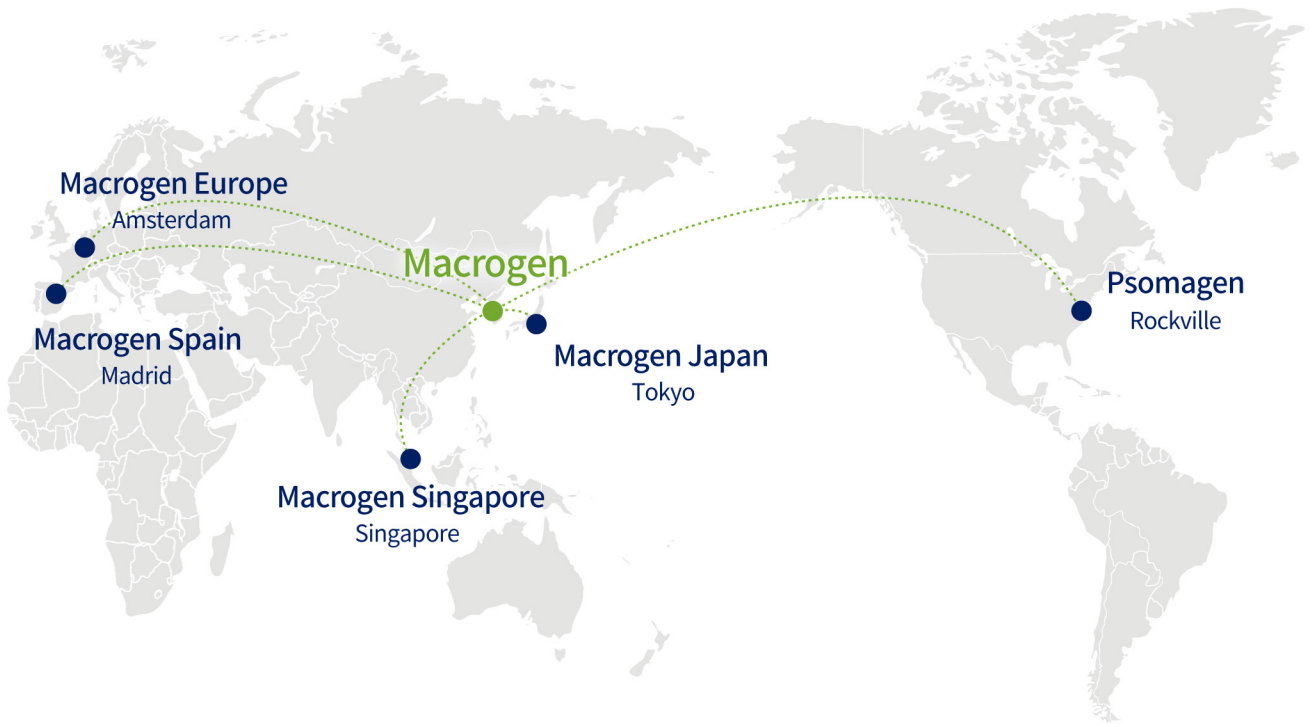 Macrogen Europe
Amsterdam
Macrogen
Psomagen
Rockville
Macrogen Spain
Madrid
Macrogen Japan
Tokyo
Macrogen Singapore
Singapore